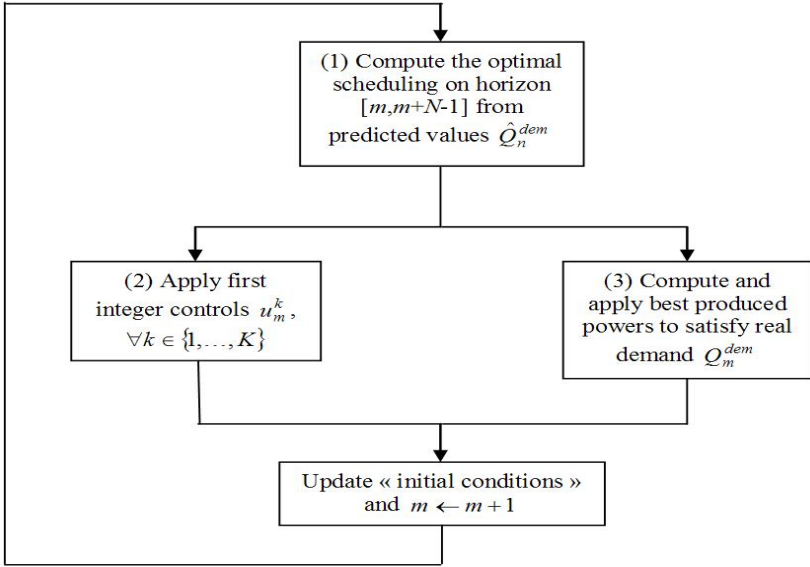 (1) Compute the optimal
scheduling on horizon
[m,m+N-1] from
predicted values Q̂ₙᵈᵉᵐ
(2) Apply first
integer controls uₘᵏ,
∀k ∈ {1,…,K}
(3) Compute and
apply best produced
powers to satisfy real
demand Qₘᵈᵉᵐ
Update « initial conditions »
and m ← m + 1